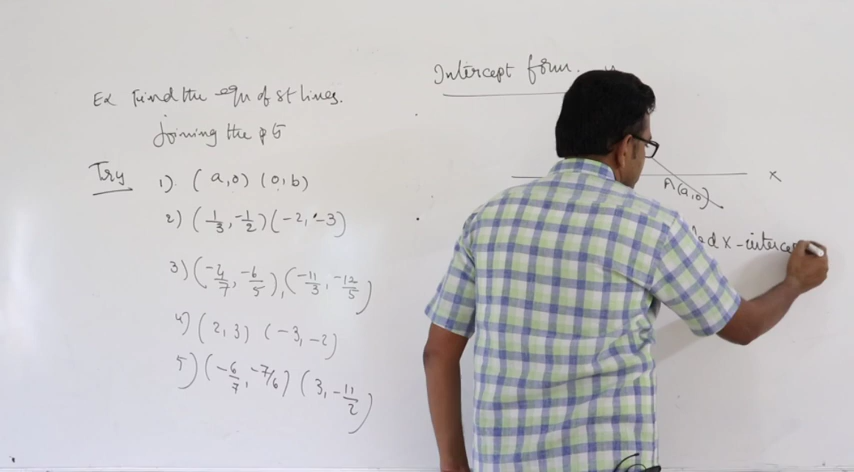 Ex Find the eqn of st lines.
joining the pts
Try 1). (a,0) (0,b)
2) (1/3, -1/2) (-2, -3)
3) (-4/7, -6/5), (-11/3, -12/5)
4) (2,3) (-3,-2)
5) (-6/7, -7/6) (3, -11/2)
Intercept form.
X
A(a,0)
X-intercep